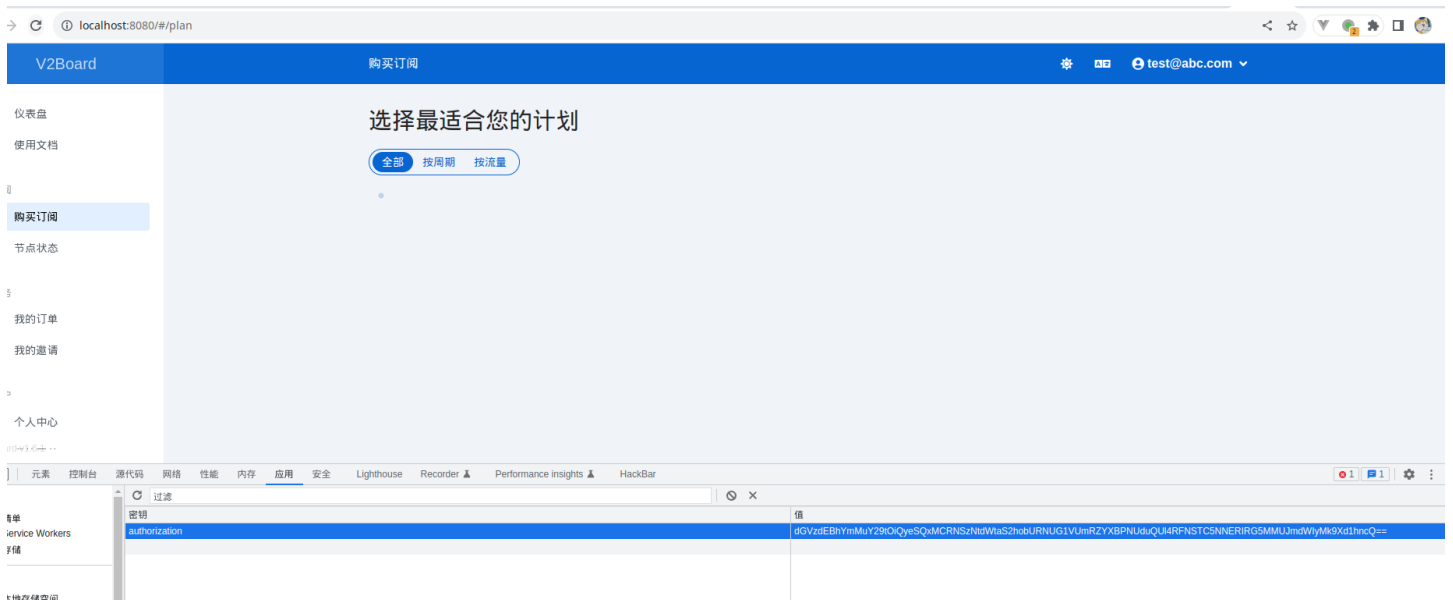 localhost:8080/#/plan
2
V2Board
购买订阅
test@abc.com
仪表盘
选择最适合您的计划
使用文档
全部 按周期 按流量
购买订阅
节点状态
我的订单
我的邀请
个人中心
元素 控制台 源代码 网络 性能 内存 应用 安全 Lighthouse Recorder Performance insights HackBar
1 1
过滤
密钥 值
Service Workers
authorization dGVzdEBhYmMuY29tOiQyeSQxMCRNSzNtdWtaS2hobURNUG1VUmRZYXBPNUduQUl4RFNSTC5NNERIRG5MMUJmdWIyMk9Xd1hncQ==